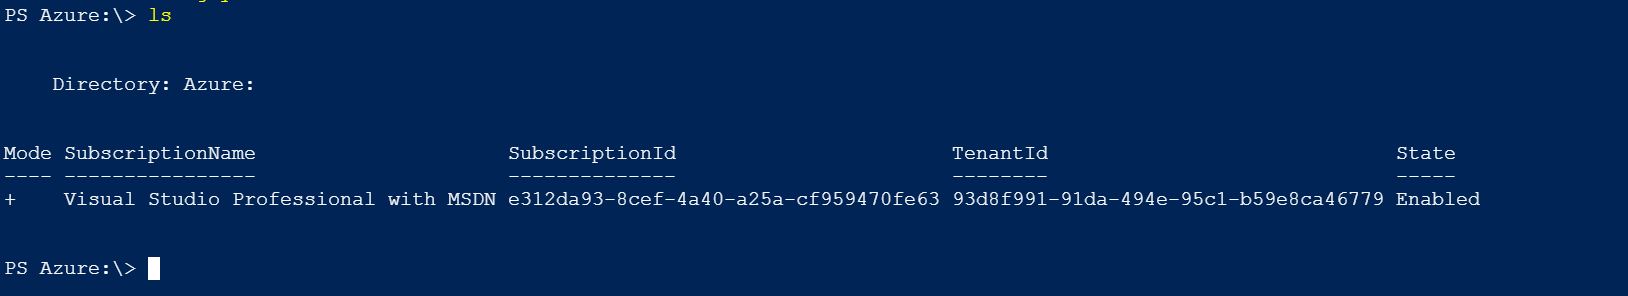 PS Azure:\> ls
Directory: Azure:
Mode SubscriptionName SubscriptionId TenantId State
---- ---------------- -------------- -------- -----
+ Visual Studio Professional with MSDN e312da93-8cef-4a40-a25a-cf959470fe63 93d8f991-91da-494e-95c1-b59e8ca46779 Enabled
PS Azure:\>